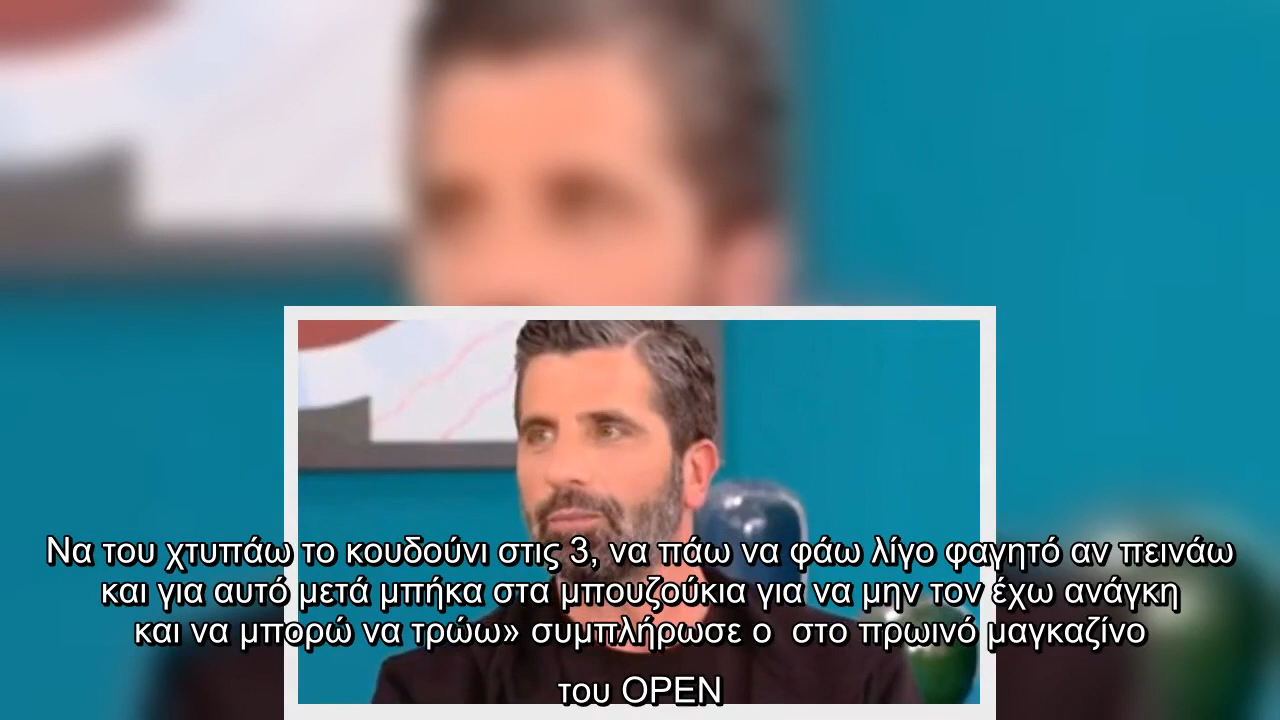 Να του χτυπάω το κουδούνι στις 3, να πάω να φάω λίγο φαγητό αν πεινάω
και για αυτό μετά μπήκα στα μπουζούκια για να μην τον έχω ανάγκη
και να μπορώ να τρώω» συμπλήρωσε ο  στο πρωινό μαγκαζίνο
του OPEN